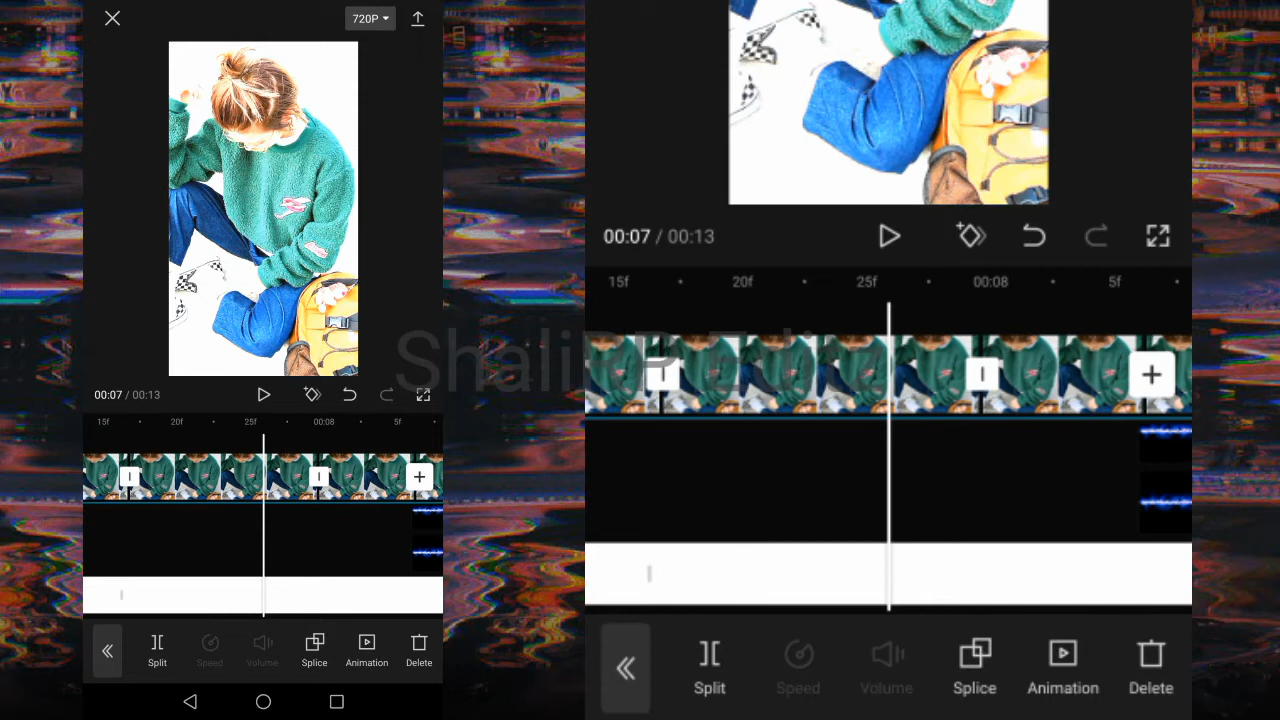 720P
00:07 / 00:13
15f 20f 25f 00:08 5f
Split Speed Volume Splice Animation Delete
00:07 / 00:13
15f 20f 25f 00:08 5f
Split Speed Volume Splice Animation Delete